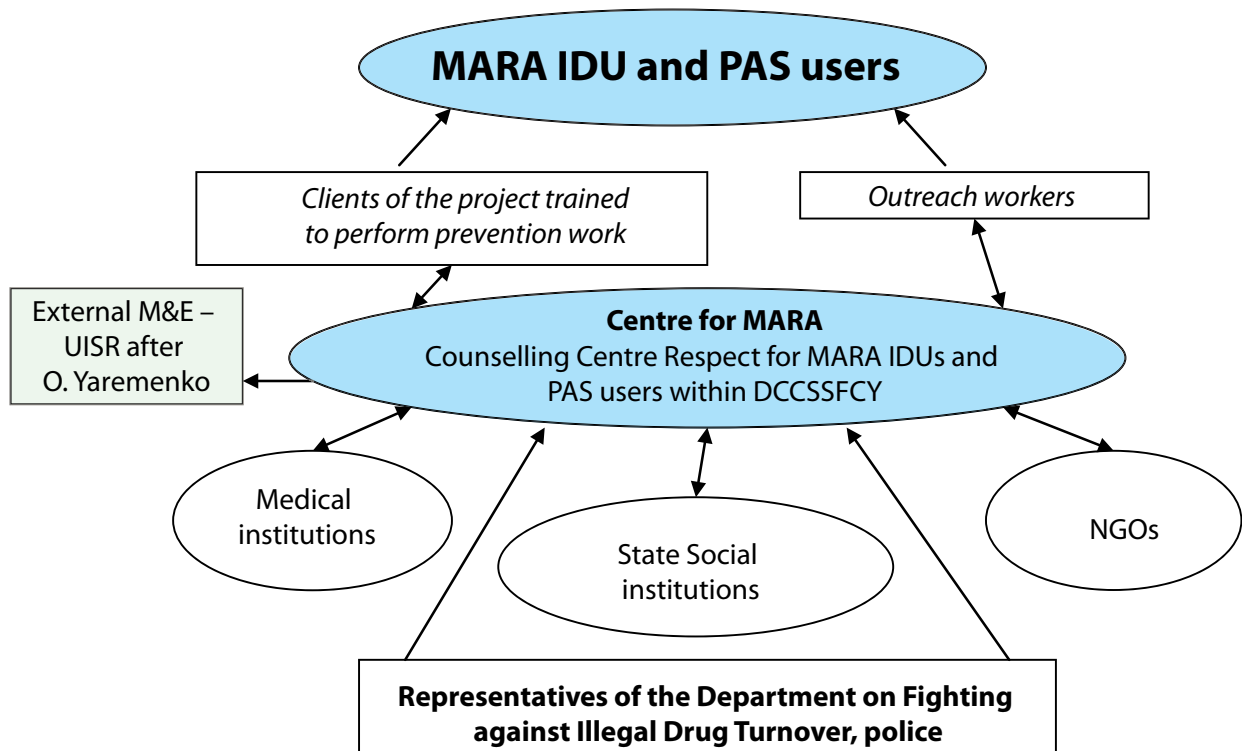 MARA IDU and PAS users
Clients of the project trained
to perform prevention work
Outreach workers
External M&E –
UISR after
O. Yaremenko
Centre for MARA
Counselling Centre Respect for MARA IDUs and
PAS users within DCCSSFCY
Medical
institutions
State Social
institutions
NGOs
Representatives of the Department on Fighting
against Illegal Drug Turnover, police